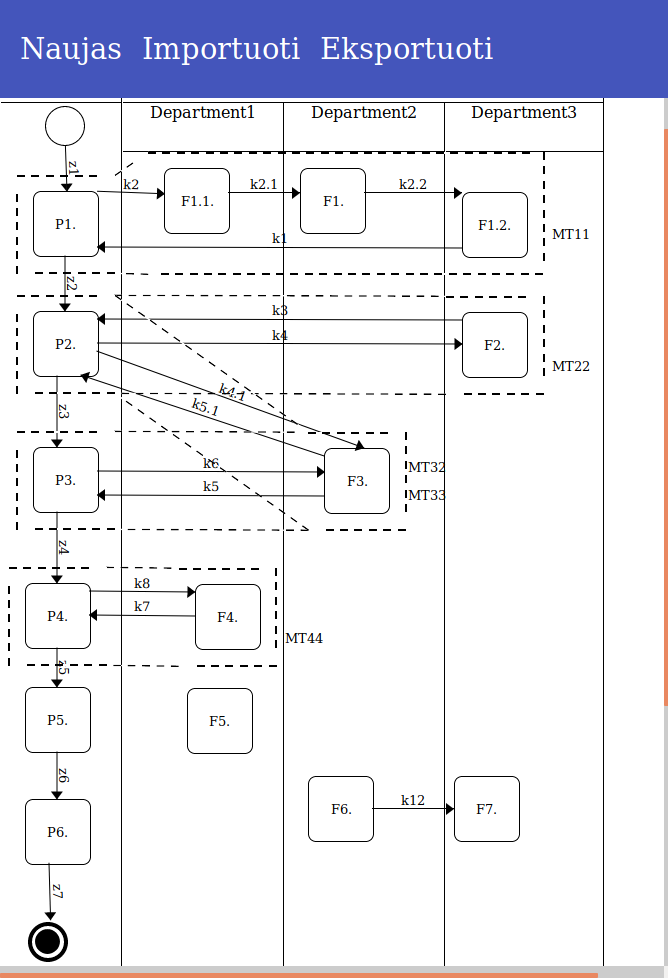 Naujas Importuoti Eksportuoti
Department1 Department2 Department3
z1
k2 k2.1 k2.2
F1.1. F1. F1.2.
P1.
k1
MT11
z2
k3
k4
P2. F2.
MT22
k4.1
k5.1
z3
k6
MT32
P3. F3.
k5
MT33
z4
k8
k7
P4. F4.
MT44
z5
P5. F5.
z6
k12
P6. F6. F7.
z7